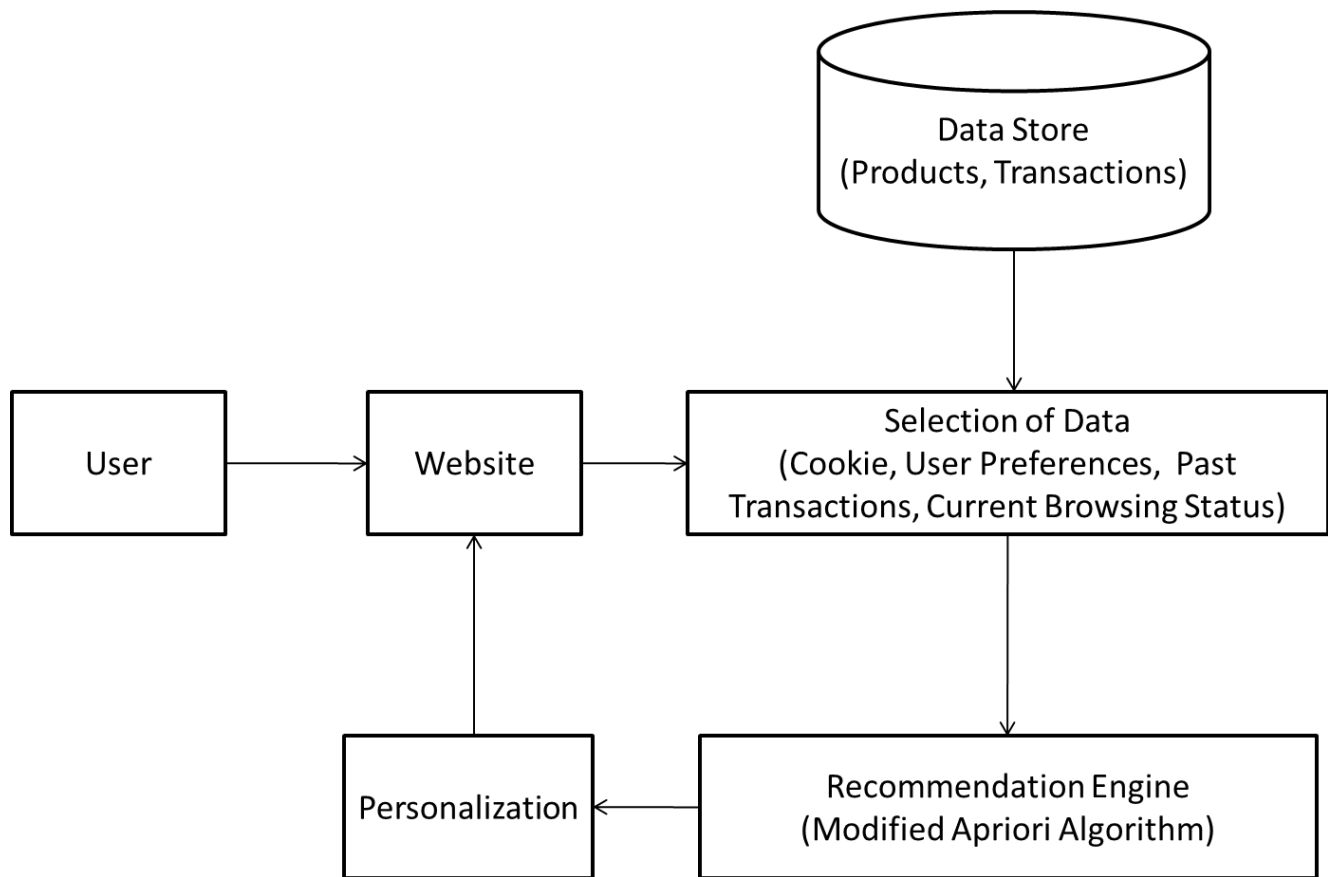 Data Store
(Products, Transactions)
User
Website
Selection of Data
(Cookie, User Preferences,  Past
Transactions, Current Browsing Status)
Personalization
Recommendation Engine
(Modified Apriori Algorithm)